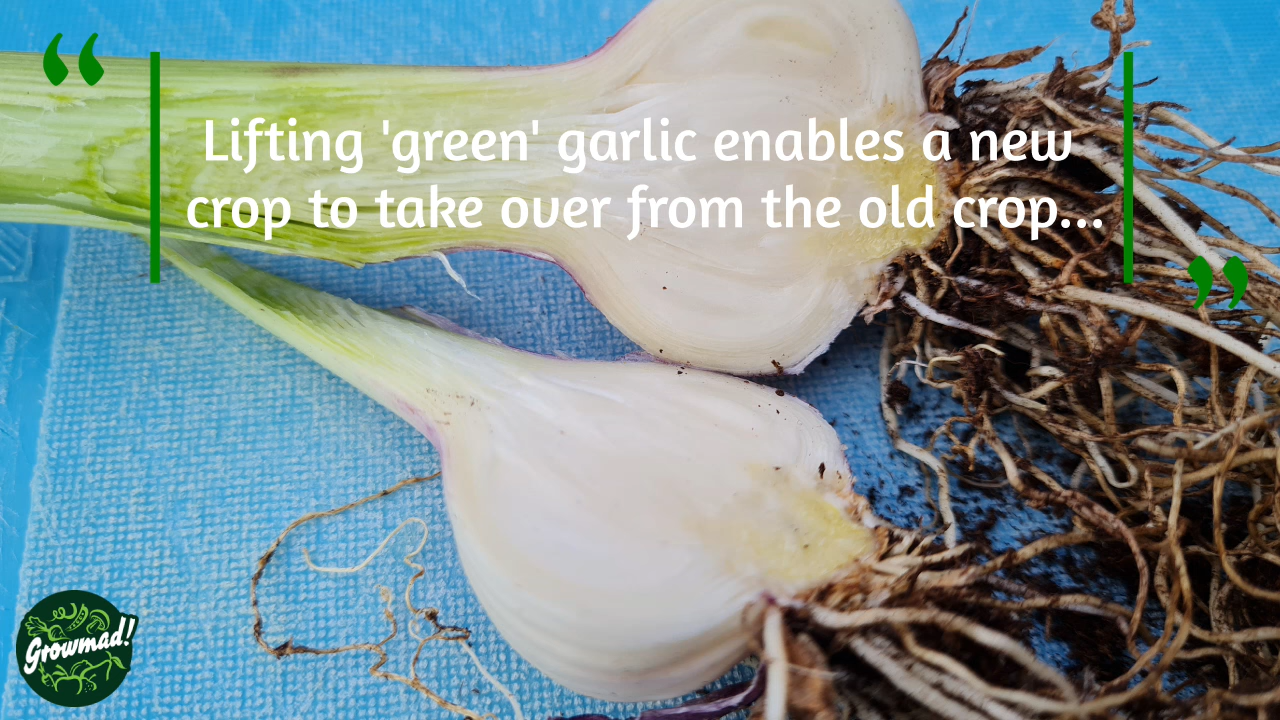 “
Lifting 'green' garlic enables a new
crop to take over from the old crop...
”
Growmad!